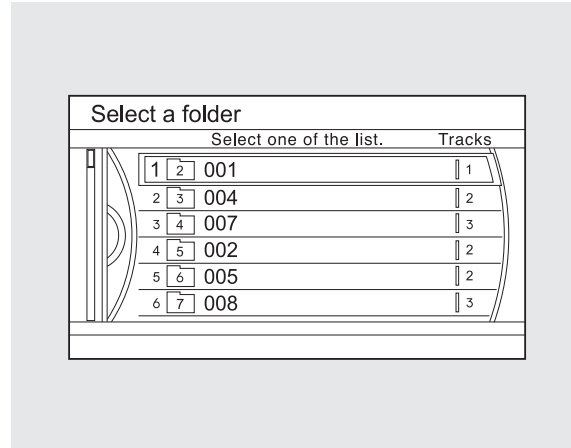 Select a folder
Select one of the list. Tracks
1 2 001 1
2 3 004 2
3 4 007 3
4 5 002 2
5 6 005 2
6 7 008 3